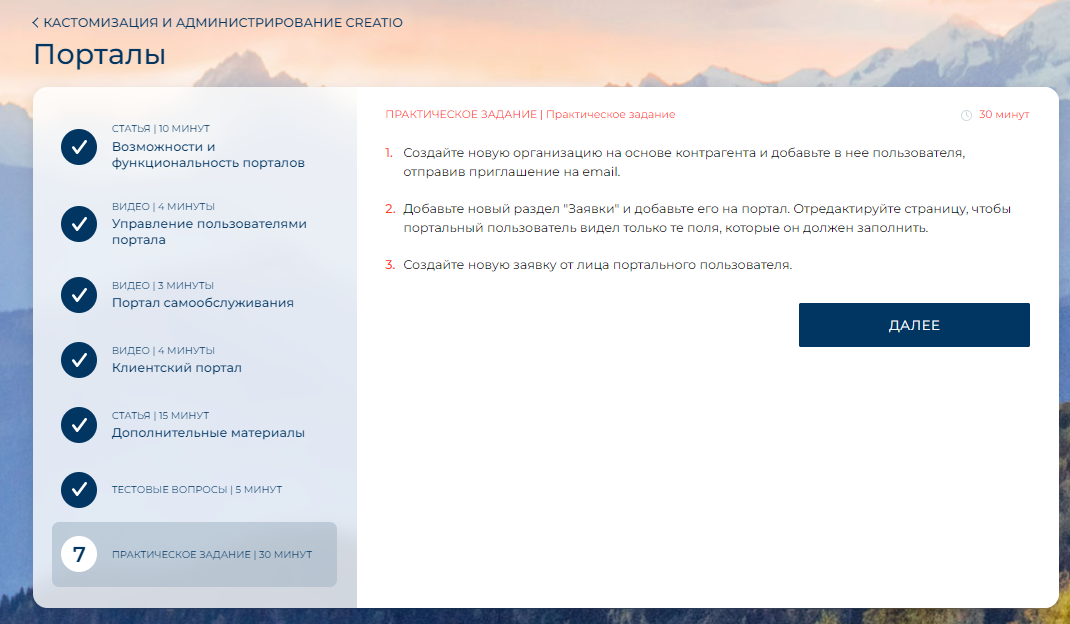 КАСТОМИЗАЦИЯ И АДМИНИСТРИРОВАНИЕ CREATIO
Порталы
СТАТЬЯ | 10 МИНУТ
Возможности и
функциональность порталов
ВИДЕО | 4 МИНУТЫ
Управление пользователями
портала
ВИДЕО | 3 МИНУТЫ
Портал самообслуживания
ВИДЕО | 4 МИНУТЫ
Клиентский портал
СТАТЬЯ | 15 МИНУТ
Дополнительные материалы
ТЕСТОВЫЕ ВОПРОСЫ | 5 МИНУТ
7 ПРАКТИЧЕСКОЕ ЗАДАНИЕ | 30 МИНУТ
ПРАКТИЧЕСКОЕ ЗАДАНИЕ | Практическое задание 30 минут
1. Создайте новую организацию на основе контрагента и добавьте в нее пользователя,
отправив приглашение на email.
2. Добавьте новый раздел "Заявки" и добавьте его на портал. Отредактируйте страницу, чтобы
портальный пользователь видел только те поля, которые он должен заполнить.
3. Создайте новую заявку от лица портального пользователя.
ДАЛЕЕ